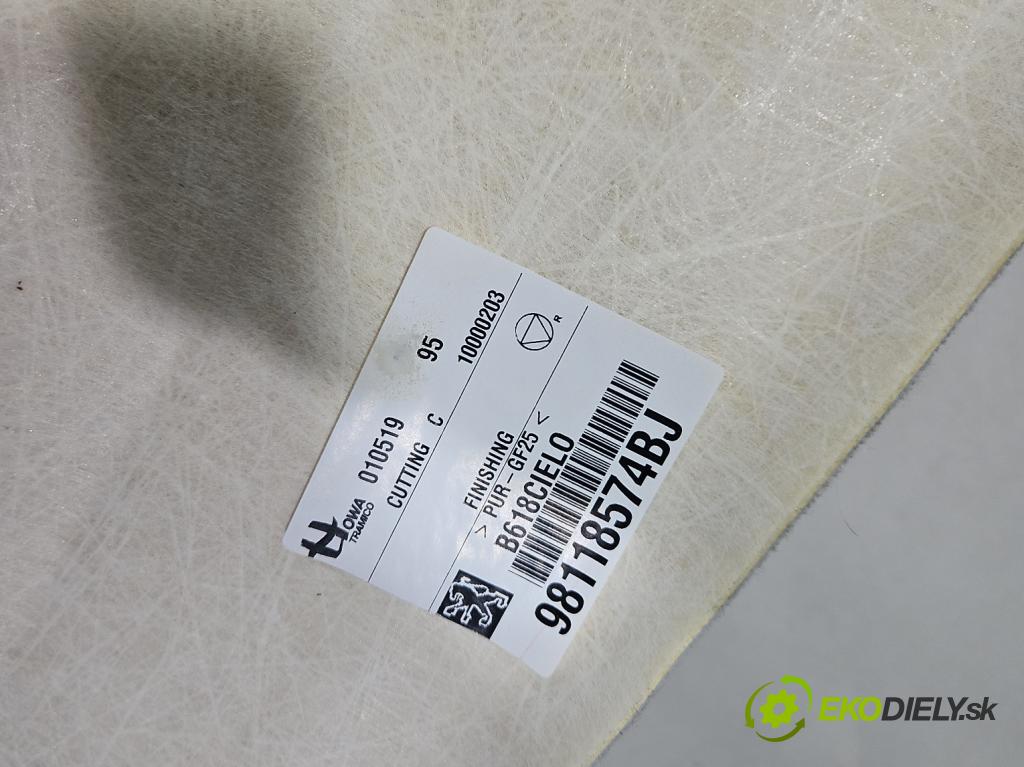 HOWA
TRAMICO
010519
95
CUTTING C
10000203
FINISHING
> PUR-GF25 <
R
B618CIELO
98118574BJ
EKODIELY.sk